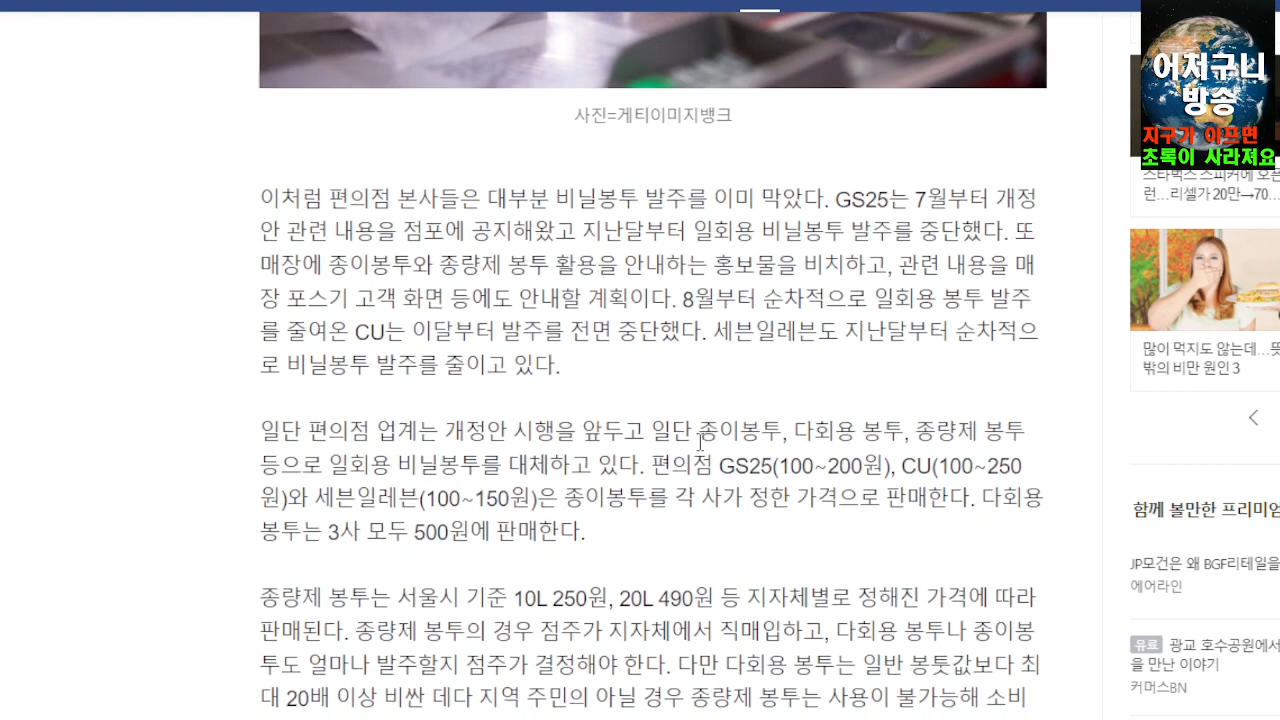 사진=게티이미지뱅크
이처럼 편의점 본사들은 대부분 비닐봉투 발주를 이미 막았다. GS25는 7월부터 개정
안 관련 내용을 점포에 공지해왔고 지난달부터 일회용 비닐봉투 발주를 중단했다. 또
매장에 종이봉투와 종량제 봉투 활용을 안내하는 홍보물을 비치하고, 관련 내용을 매
장 포스기 고객 화면 등에도 안내할 계획이다. 8월부터 순차적으로 일회용 봉투 발주
를 줄여온 CU는 이달부터 발주를 전면 중단했다. 세븐일레븐도 지난달부터 순차적으
로 비닐봉투 발주를 줄이고 있다.
일단 편의점 업계는 개정안 시행을 앞두고 일단 종이봉투, 다회용 봉투, 종량제 봉투
등으로 일회용 비닐봉투를 대체하고 있다. 편의점 GS25(100~200원), CU(100~250
원)와 세븐일레븐(100~150원)은 종이봉투를 각 사가 정한 가격으로 판매한다. 다회용
봉투는 3사 모두 500원에 판매한다.
종량제 봉투는 서울시 기준 10L 250원, 20L 490원 등 지자체별로 정해진 가격에 따라
판매된다. 종량제 봉투의 경우 점주가 지자체에서 직매입하고, 다회용 봉투나 종이봉
투도 얼마나 발주할지 점주가 결정해야 한다. 다만 다회용 봉투는 일반 봉툿값보다 최
대 20배 이상 비싼 데다 지역 주민의 아닐 경우 종량제 봉투는 사용이 불가능해 소비
어저구니
방송
지구가 아프면
초록이 사라져요
스타벅스 스피커에 오픈
런…리셀가 20만→70...
많이 먹지도 않는데…뜻
밖의 비만 원인 3
함께 볼만한 프리미엄
JP모건은 왜 BGF리테일을
에어라인
유료 광교 호수공원에서
을 만난 이야기
커머스BN